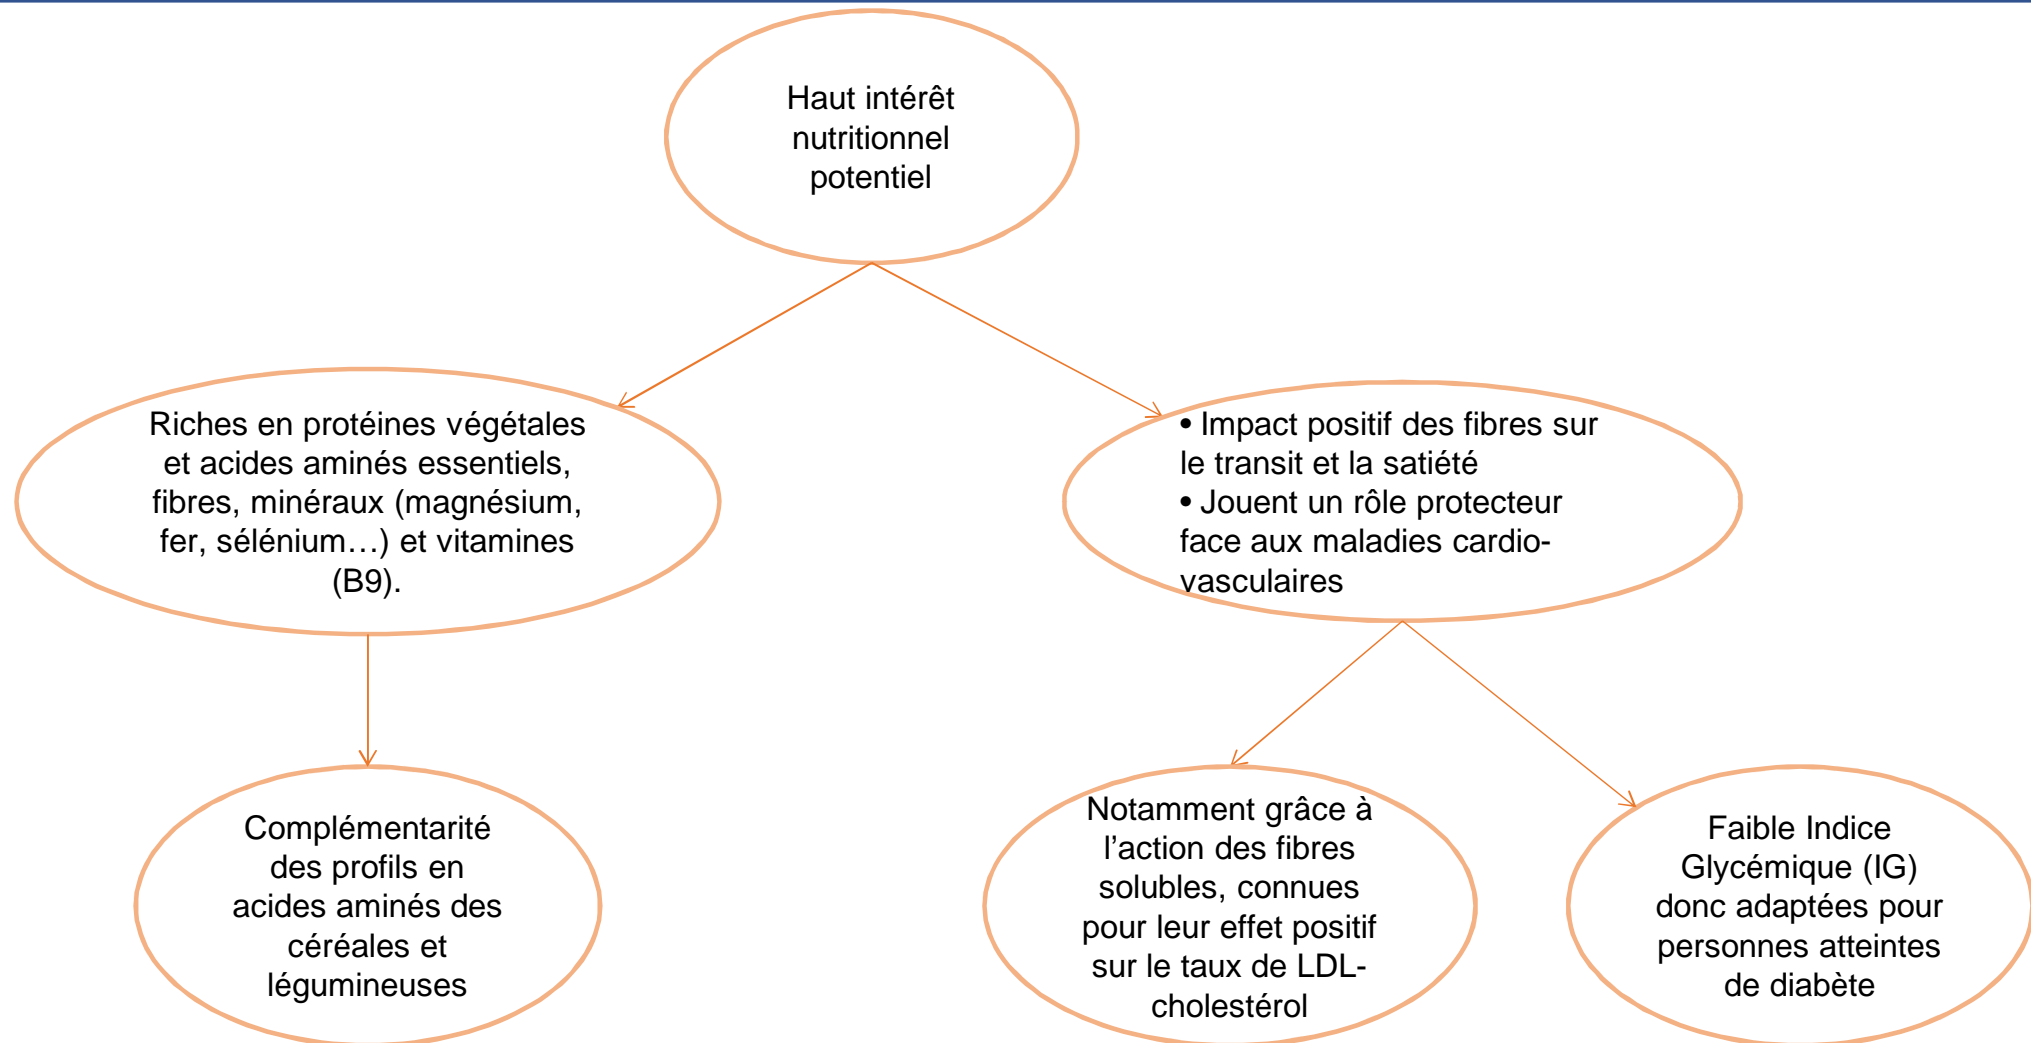 Haut intérêt
nutritionnel
potentiel
Riches en protéines végétales
et acides aminés essentiels,
fibres, minéraux (magnésium,
fer, sélénium…) et vitamines
(B9).
• Impact positif des fibres sur
le transit et la satiété
• Jouent un rôle protecteur
face aux maladies cardio-
vasculaires
Complémentarité
des profils en
acides aminés des
céréales et
légumineuses
Notamment grâce à
l’action des fibres
solubles, connues
pour leur effet positif
sur le taux de LDL-
cholestérol
Faible Indice
Glycémique (IG)
donc adaptées pour
personnes atteintes
de diabète